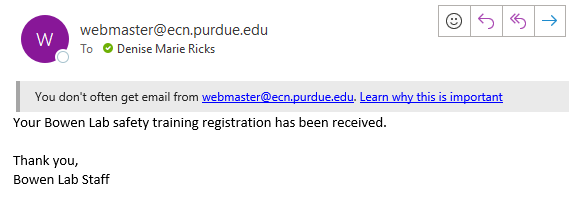 W
webmaster@ecn.purdue.edu
To Denise Marie Ricks
You don't often get email from webmaster@ecn.purdue.edu. Learn why this is important
Your Bowen Lab safety training registration has been received.
Thank you,
Bowen Lab Staff